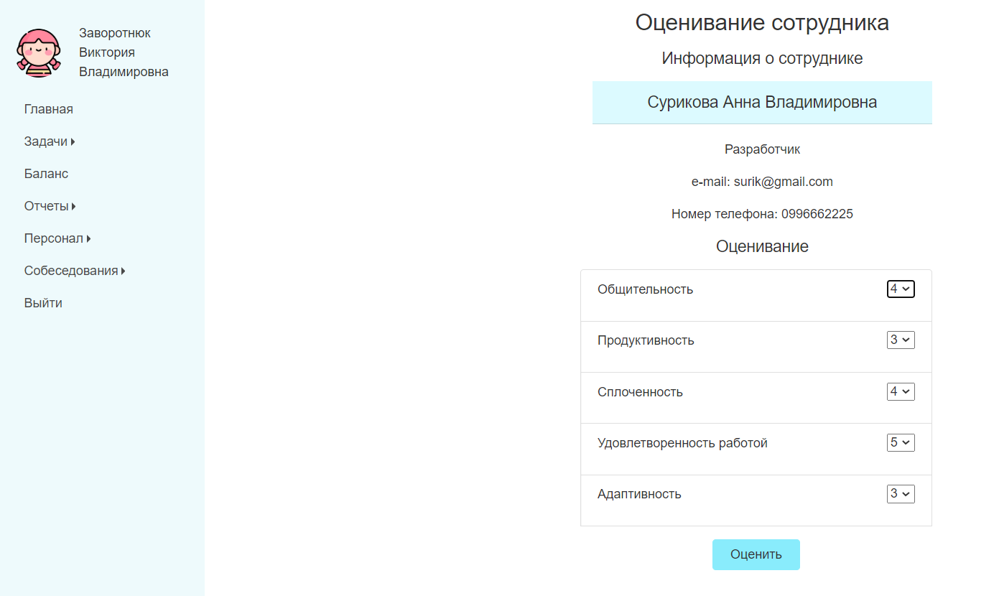 Заворотнюк
Виктория
Владимировна
Главная
Задачи
Баланс
Отчеты
Персонал
Собеседования
Выйти
Оценивание сотрудника
Информация о сотруднике
Сурикова Анна Владимировна
Разработчик
e-mail: surik@gmail.com
Номер телефона: 0996662225
Оценивание
Общительность 4
Продуктивность 3
Сплоченность 4
Удовлетворенность работой 5
Адаптивность 3
Оценить